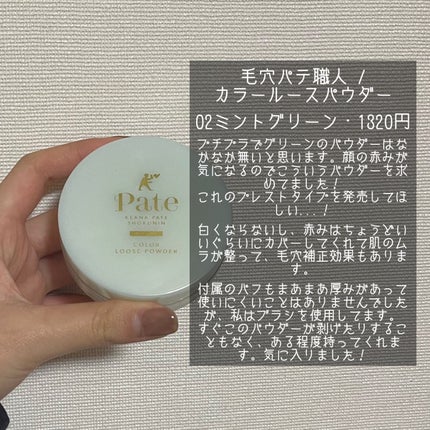 毛穴パテ職人 /
カラールースパウダー
02ミントグリーン・1320円
プチプラでグリーンのパウダーはな
かなか無いと思います。顔の赤みが
気になるのでこういうパウダーを求
めてました！
これのプレストタイプを発売してほ
しい...！
白くならないし、赤みはちょうどい
いぐらいにカバーしてくれて肌のム
ラが整って、毛穴補正効果もありま
す。
付属のパフもまあまあ厚みがあって
使いにくいことはありませんでした
が、私はブラシを使用してます。
すぐこのパウダーが剥げたりするこ
ともなく、ある程度持ってくれま
す。気に入りました！
Pate
KEANA PATE
SHOKUNIN
COLOR
LOOSE POWDER